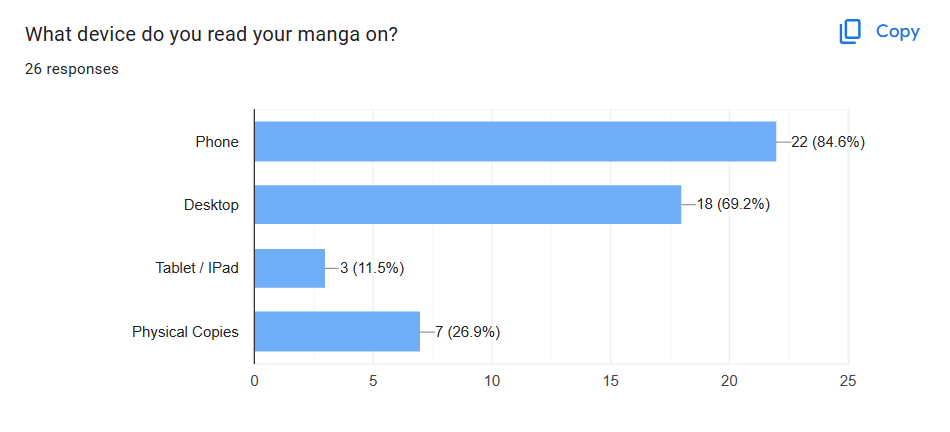 What device do you read your manga on?
Copy
26 responses
Phone
22 (84.6%)
Desktop
18 (69.2%)
Tablet / IPad
3 (11.5%)
Physical Copies
7 (26.9%)
0 5 10 15 20 25